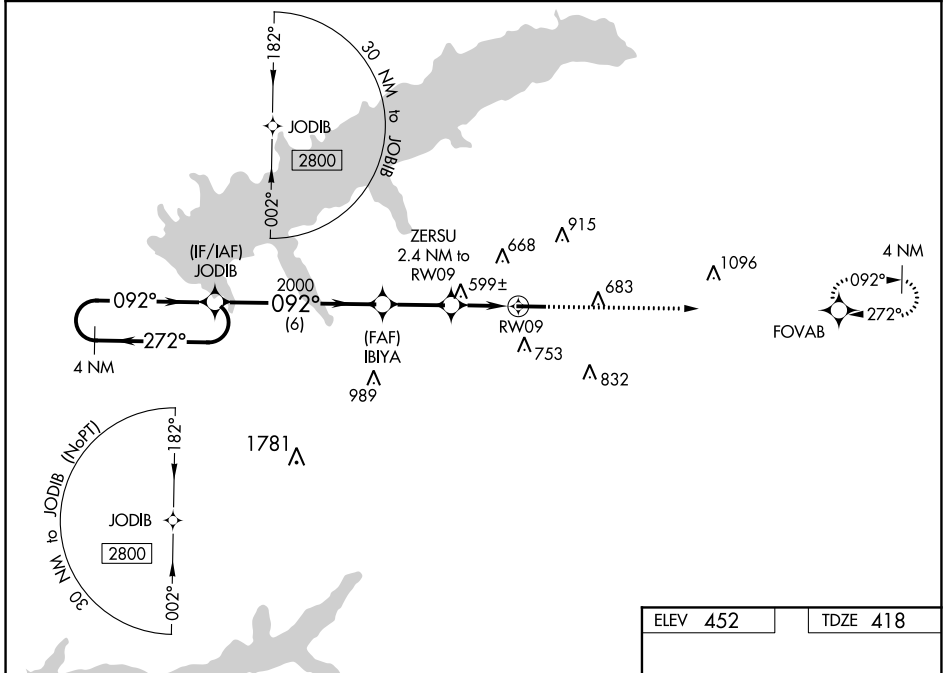 182°
30 NM to JOBIB
JODIB
2800
002°
(IF/IAF)
JODIB
ZERSU
2.4 NM to
RW09
668
915
1096
4 NM
092°
2000
092°
(6)
599±
683
092°
272°
FOVAB
272°
4 NM
(FAF)
IBIYA
RW09
753
989
832
182°
30 NM to JODIB (NoPT)
1781
JODIB
2800
002°
ELEV 452
TDZE 418